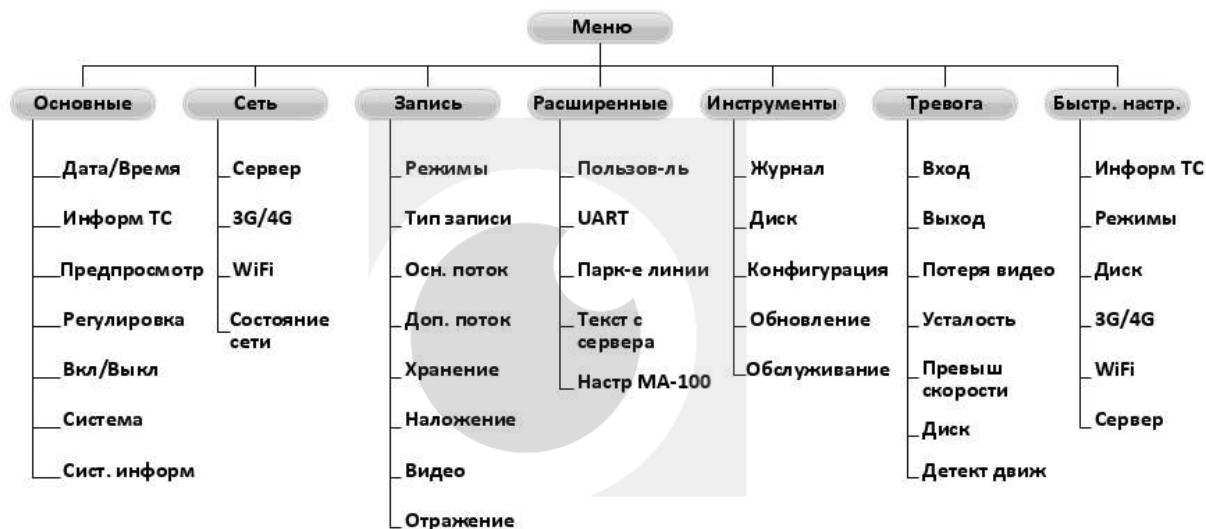 Меню
Основные
Дата/Время
Информ ТС
Предпросмотр
Регулировка
Вкл/Выкл
Система
Сист. информ
Сеть
Сервер
3G/4G
WiFi
Состояние
сети
Запись
Режимы
Тип записи
Осн. поток
Доп. поток
Хранение
Наложение
Видео
Отражение
Расширенные
Пользов-ль
UART
Парк-е линии
Текст с
сервера
Настр МА-100
Инструменты
Журнал
Диск
Конфигурация
Обновление
Обслуживание
Тревога
Вход
Выход
Потеря видео
Усталость
Превыш
скорости
Диск
Детект движ
Быстр. настр.
Информ ТС
Режимы
Диск
3G/4G
WiFi
Сервер